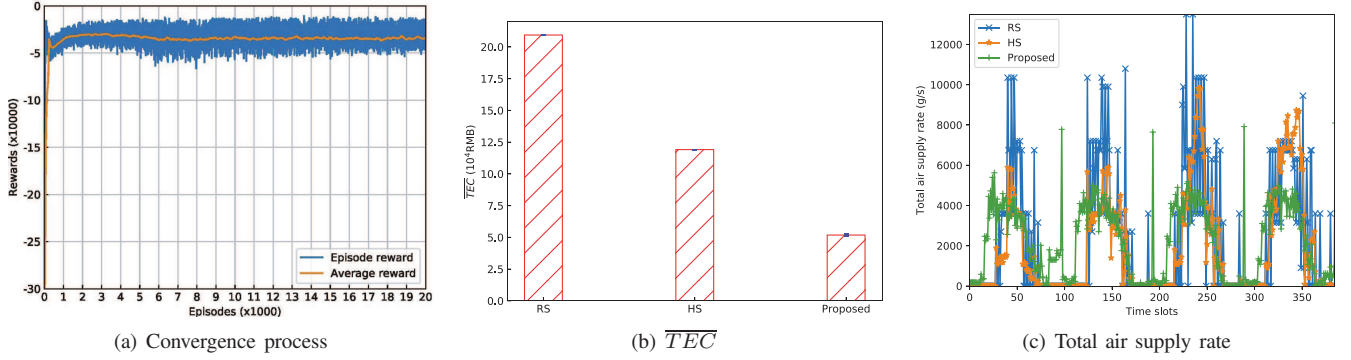 0
-5
-10
-15
-20
-25
-30
Rewards (x10000)
0 1 2 3 4 5 6 7 8 9 10 11 12 13 14 15 16 17 18 19 20
Episodes (x1000)
Episode reward
Average reward
(a) Convergence process
20.0
17.5
15.0
12.5
10.0
7.5
5.0
2.5
0.0
TEC (10⁴RMB)
RS HS Proposed
(b) TEC
12000
10000
8000
6000
4000
2000
0
Total air supply rate (g/s)
RS
HS
Proposed
0 50 100 150 200 250 300 350
Time slots
(c) Total air supply rate